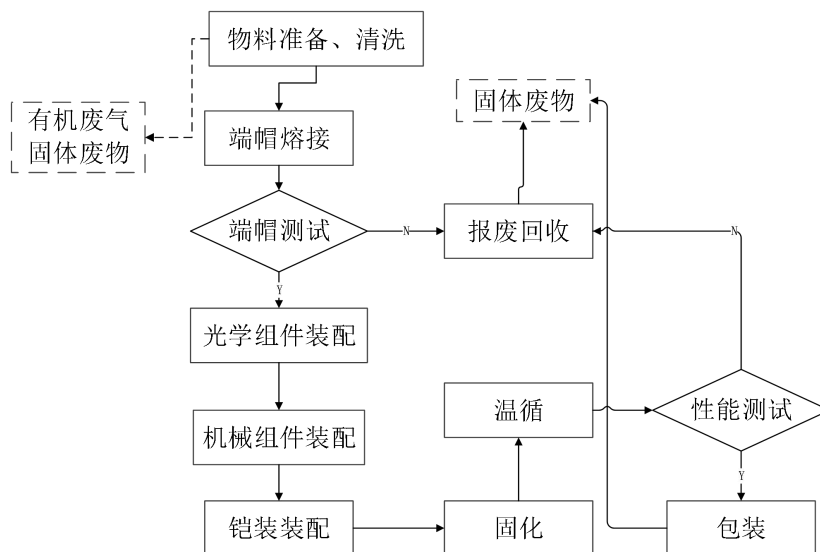 物料准备、清洗
有机废气
固体废物
固体废物
端帽熔接
端帽测试
N
报废回收
N
Y
光学组件装配
温循
性能测试
机械组件装配
Y
铠装装配
固化
包装